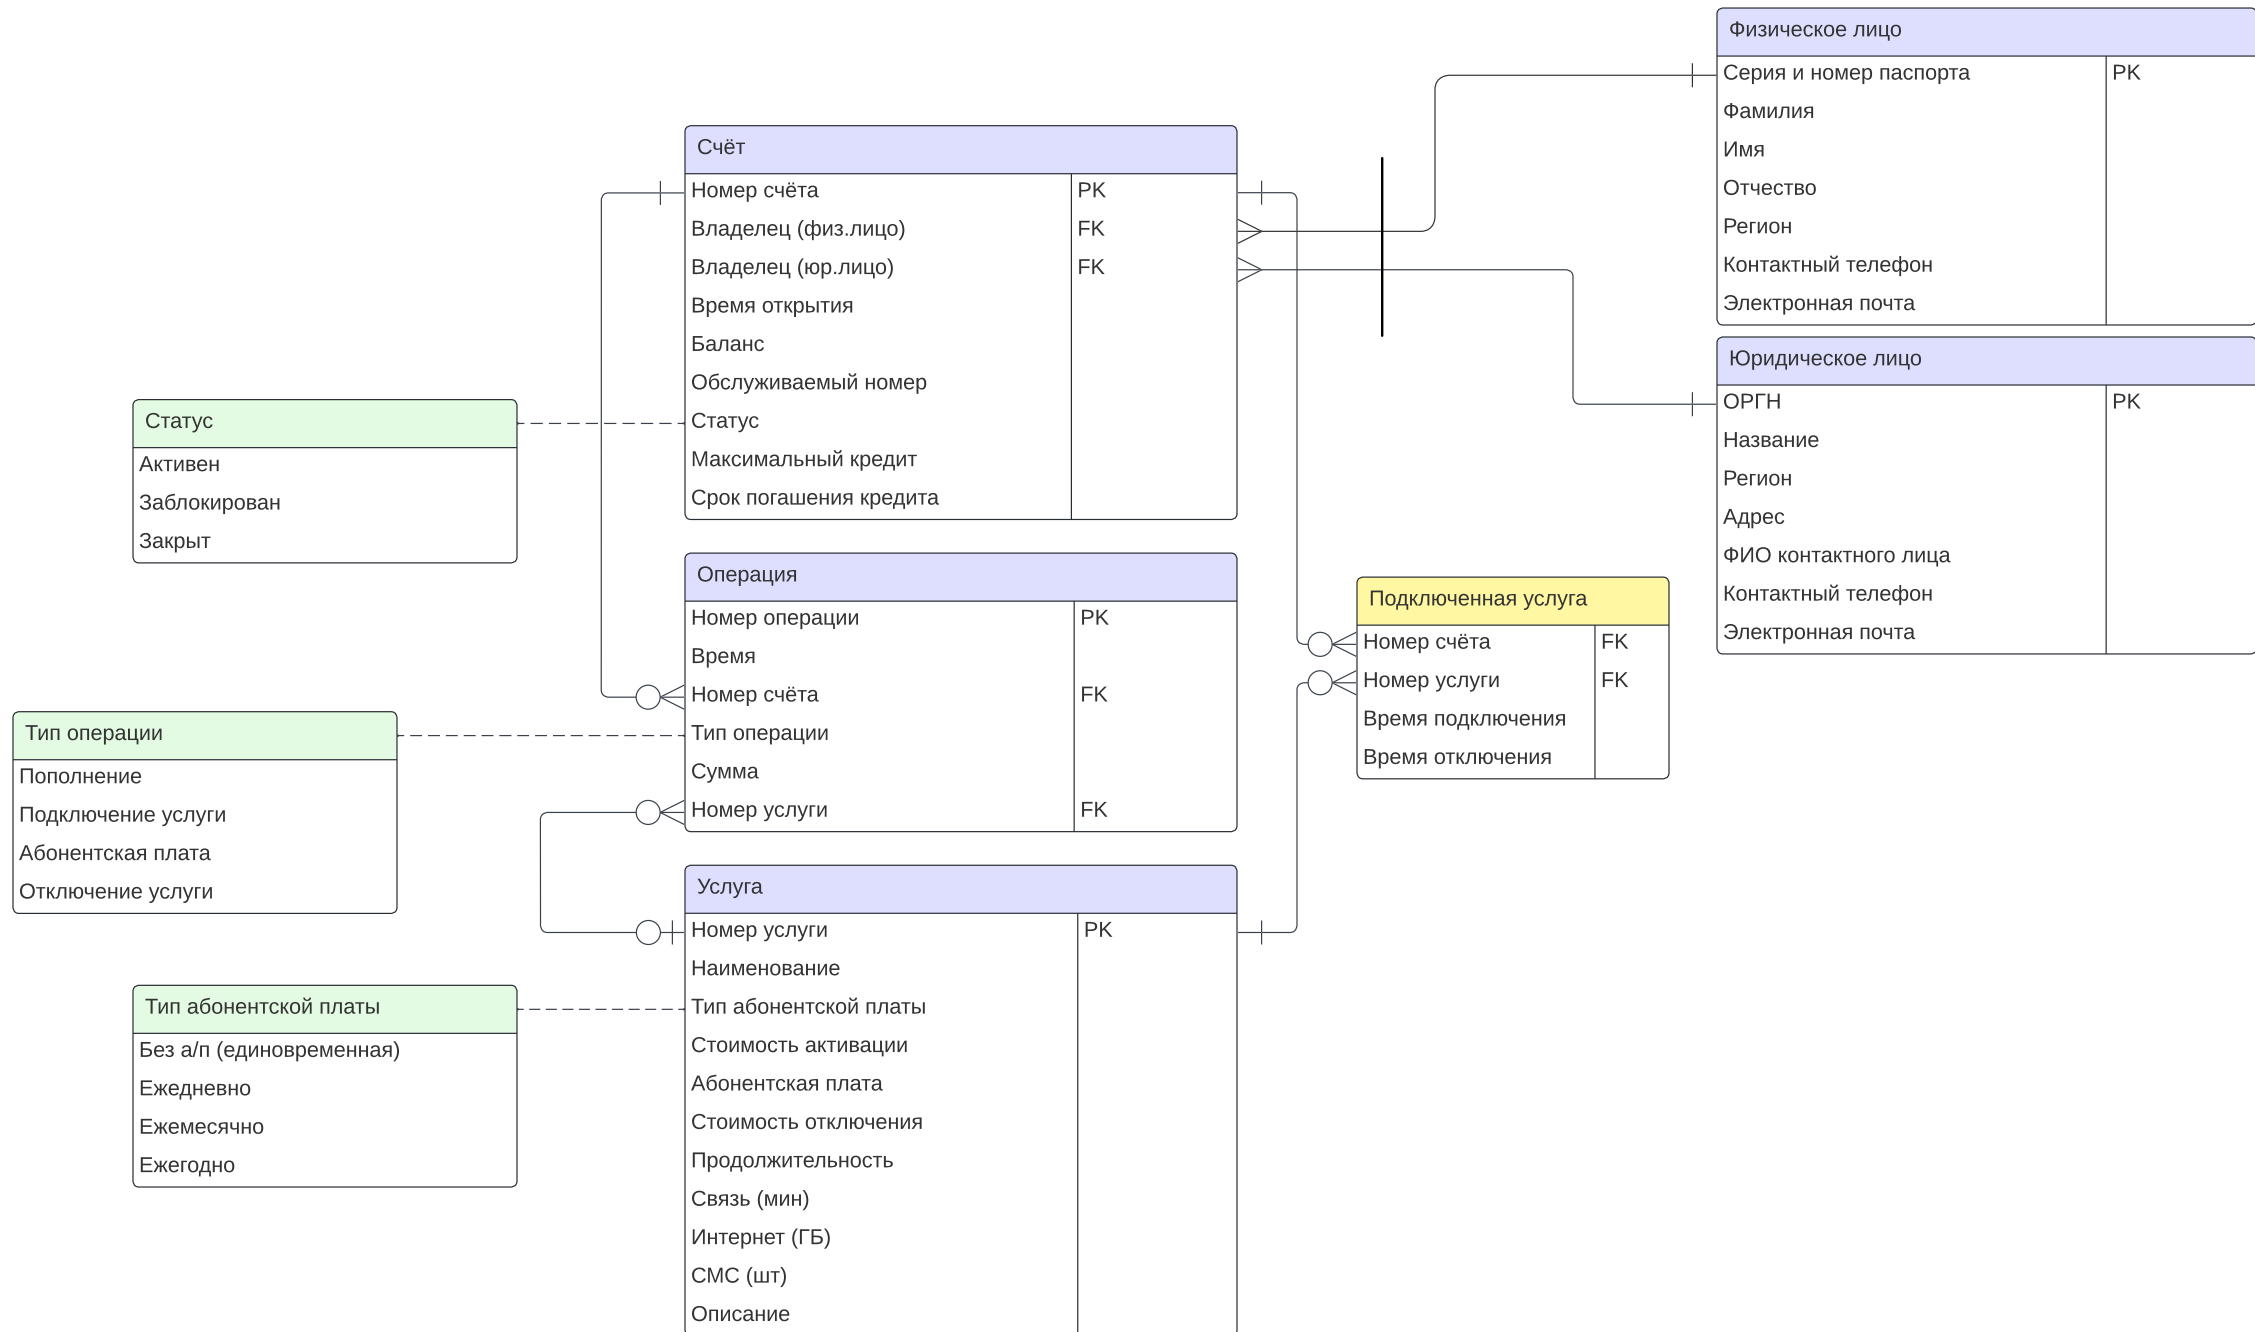 Физическое лицо
Серия и номер паспорта PK
Фамилия
Имя
Отчество
Регион
Контактный телефон
Электронная почта
Счёт
Номер счёта PK
Владелец (физ.лицо) FK
Владелец (юр.лицо) FK
Время открытия
Баланс
Обслуживаемый номер
Статус
Максимальный кредит
Срок погашения кредита
Юридическое лицо
ОРГН PK
Название
Регион
Адрес
ФИО контактного лица
Контактный телефон
Электронная почта
Статус
Активен
Заблокирован
Закрыт
Операция
Номер операции PK
Время
Номер счёта FK
Тип операции
Сумма
Номер услуги FK
Подключенная услуга
Номер счёта FK
Номер услуги FK
Время подключения
Время отключения
Тип операции
Пополнение
Подключение услуги
Абонентская плата
Отключение услуги
Услуга
Номер услуги PK
Наименование
Тип абонентской платы
Стоимость активации
Абонентская плата
Стоимость отключения
Продолжительность
Связь (мин)
Интернет (ГБ)
СМС (шт)
Описание
Тип абонентской платы
Без а/п (единовременная)
Ежедневно
Ежемесячно
Ежегодно